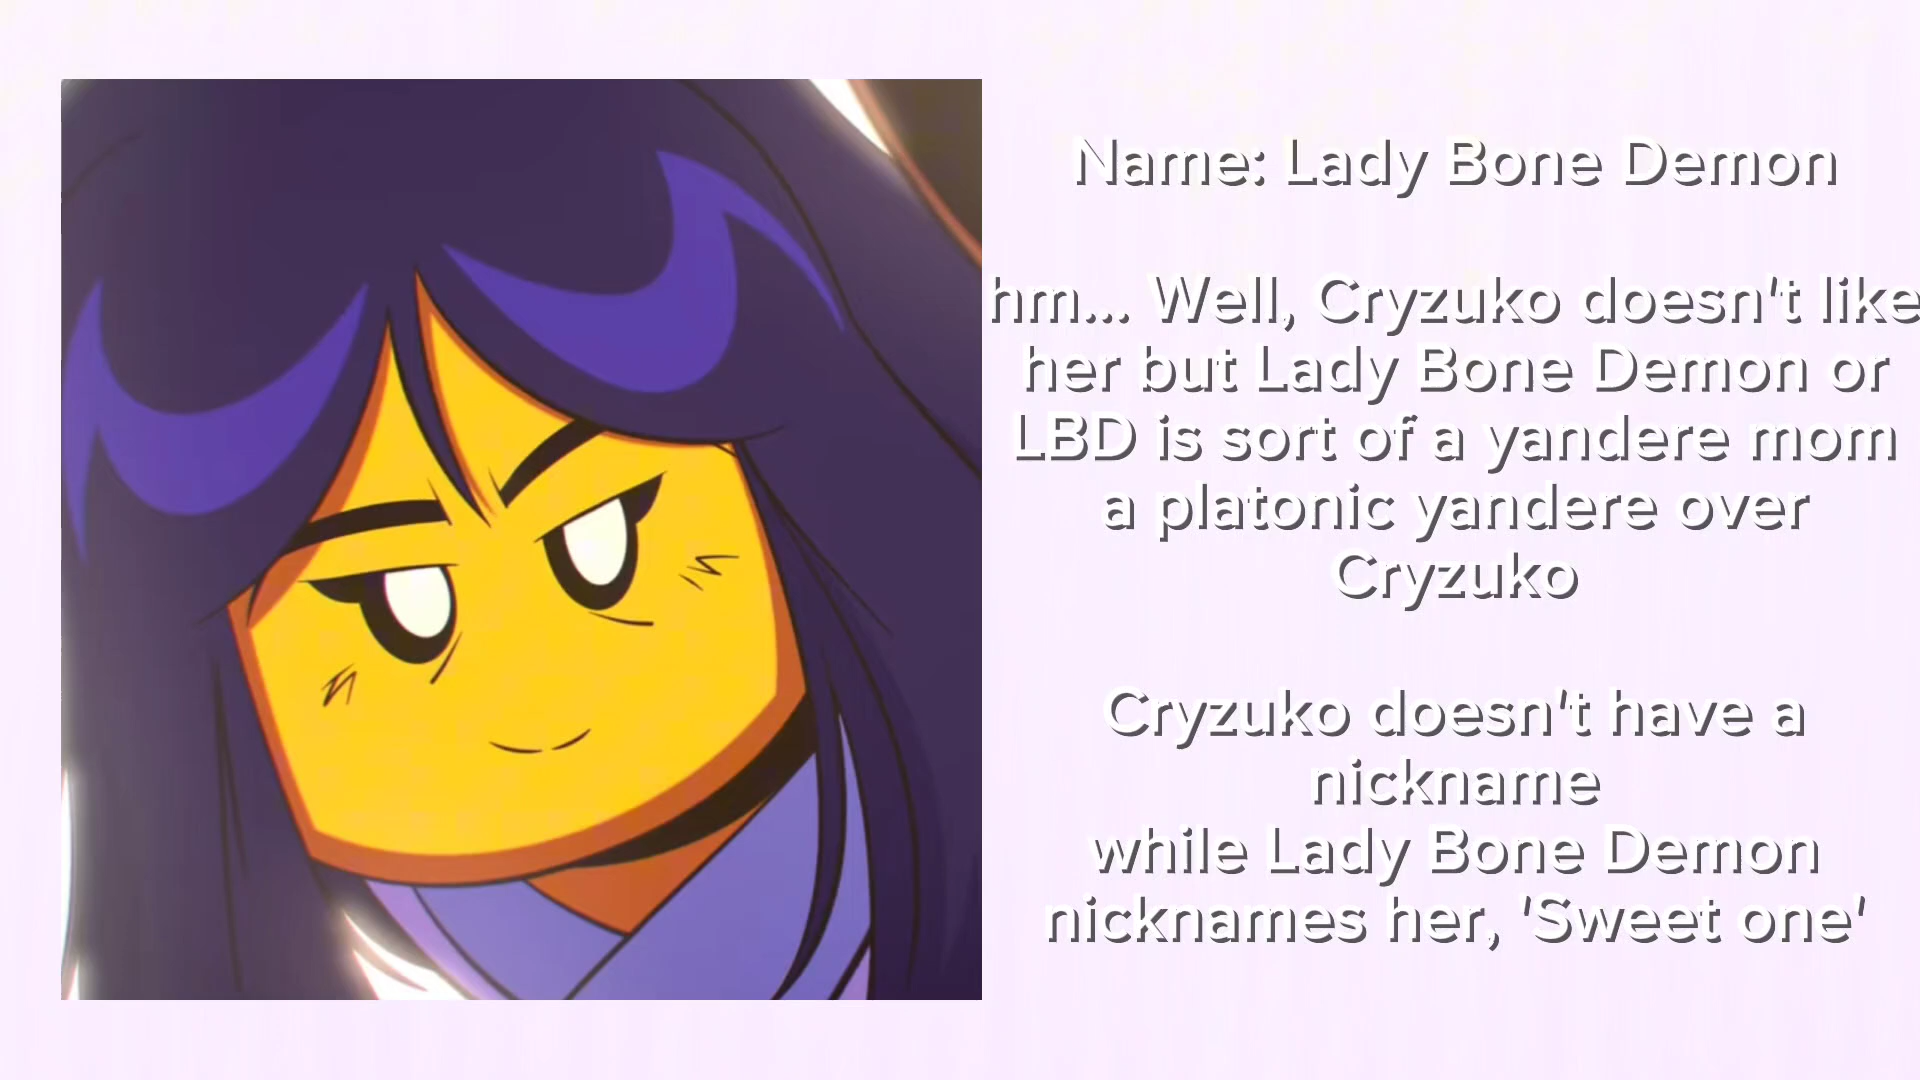 Name: Lady Bone Demon
hm... Well, Cryzuko doesn't like
her but Lady Bone Demon or
LBD is sort of a yandere mom
a platonic yandere over
Cryzuko
Cryzuko doesn't have a
nickname
while Lady Bone Demon
nicknames her, 'Sweet one'